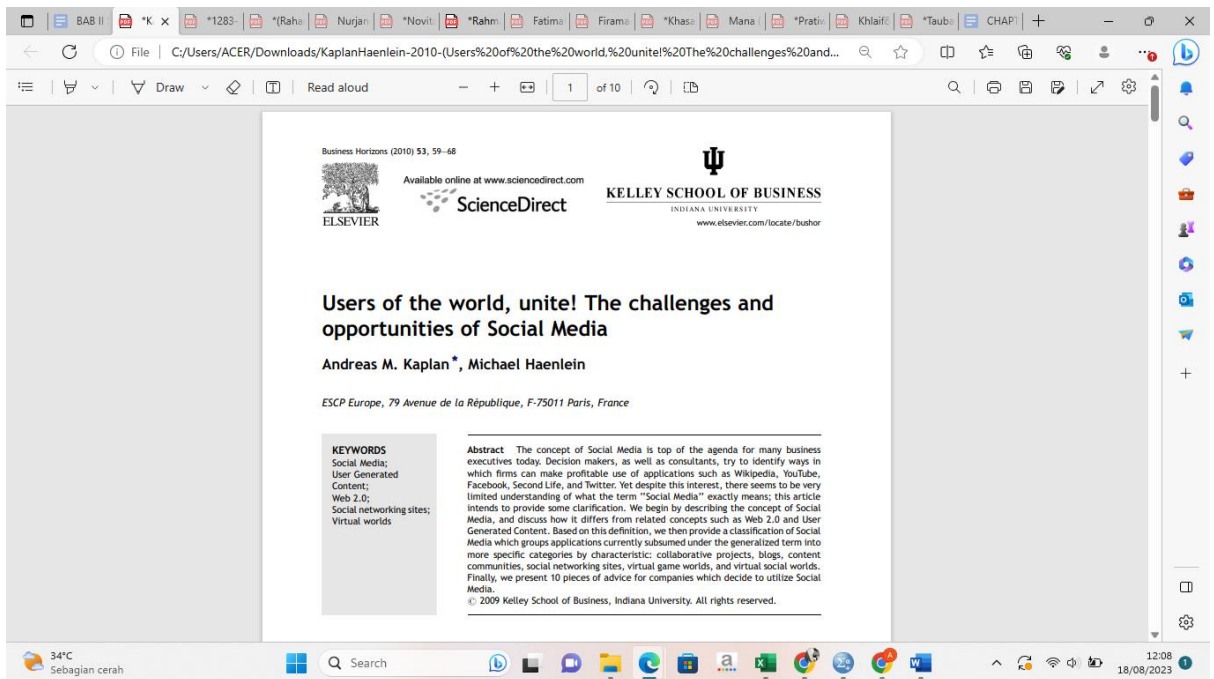 BAB II
*K
*1283-
*(Raha
Nurjan
*Novit
*Rahm
Fatima
Firama
*Khasa
Mana (
*Prativ
Khlaifá
*Tauba
CHAPT
File
C:/Users/ACER/Downloads/KaplanHaenlein-2010-(Users%20of%20the%20world,%20unite!%20The%20challenges%20and...
Draw
Read aloud
1 of 10
Business Horizons (2010) 53, 59–68
Available online at www.sciencedirect.com
ScienceDirect
ELSEVIER
KELLEY SCHOOL OF BUSINESS
INDIANA UNIVERSITY
www.elsevier.com/locate/bushor
Users of the world, unite! The challenges and
opportunities of Social Media
Andreas M. Kaplan*, Michael Haenlein
ESCP Europe, 79 Avenue de la République, F-75011 Paris, France
KEYWORDS
Social Media;
User Generated
Content;
Web 2.0;
Social networking sites;
Virtual worlds
Abstract The concept of Social Media is top of the agenda for many business
executives today. Decision makers, as well as consultants, try to identify ways in
which firms can make profitable use of applications such as Wikipedia, YouTube,
Facebook, Second Life, and Twitter. Yet despite this interest, there seems to be very
limited understanding of what the term "Social Media" exactly means; this article
intends to provide some clarification. We begin by describing the concept of Social
Media, and discuss how it differs from related concepts such as Web 2.0 and User
Generated Content. Based on this definition, we then provide a classification of Social
Media which groups applications currently subsumed under the generalized term into
more specific categories by characteristic: collaborative projects, blogs, content
communities, social networking sites, virtual game worlds, and virtual social worlds.
Finally, we present 10 pieces of advice for companies which decide to utilize Social
Media.
© 2009 Kelley School of Business, Indiana University. All rights reserved.
34°C
Sebagian cerah
Search
12:08
18/08/2023
1